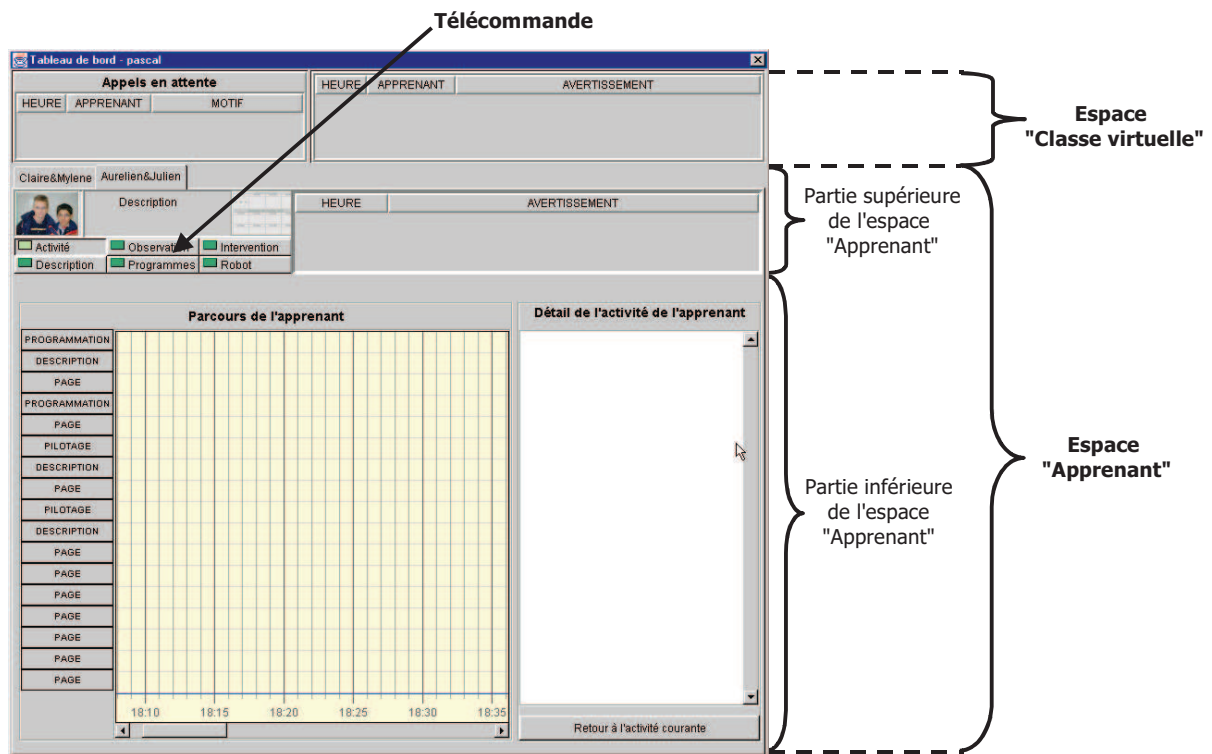 Télécommande
Tableau de bord - pascal
Appels en attente
HEURE APPRENANT MOTIF
HEURE APPRENANT AVERTISSEMENT
Espace
"Classe virtuelle"
Claire&Mylene Aurelien&Julien
Description
HEURE AVERTISSEMENT
Activité Observation Intervention
Description Programmes Robot
Partie supérieure
de l'espace
"Apprenant"
Parcours de l'apprenant
Détail de l'activité de l'apprenant
PROGRAMMATION
DESCRIPTION
PAGE
PROGRAMMATION
PAGE
PILOTAGE
DESCRIPTION
PAGE
PILOTAGE
DESCRIPTION
PAGE
PAGE
PAGE
PAGE
PAGE
PAGE
PAGE
18:10 18:15 18:20 18:25 18:30 18:35
Retour à l'activité courante
Espace
"Apprenant"
Partie inférieure
de l'espace
"Apprenant"